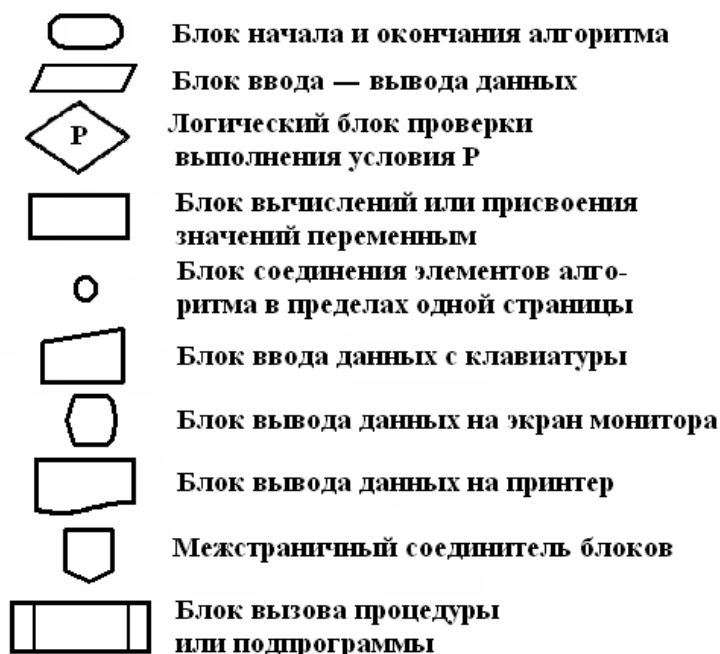 Блок начала и окончания алгоритма
Блок ввода — вывода данных
P
Логический блок проверки
выполнения условия P
Блок вычислений или присвоения
значений переменным
Блок соединения элементов алго-
ритма в пределах одной страницы
Блок ввода данных с клавиатуры
Блок вывода данных на экран монитора
Блок вывода данных на принтер
Межстраничный соединитель блоков
Блок вызова процедуры
или подпрограммы